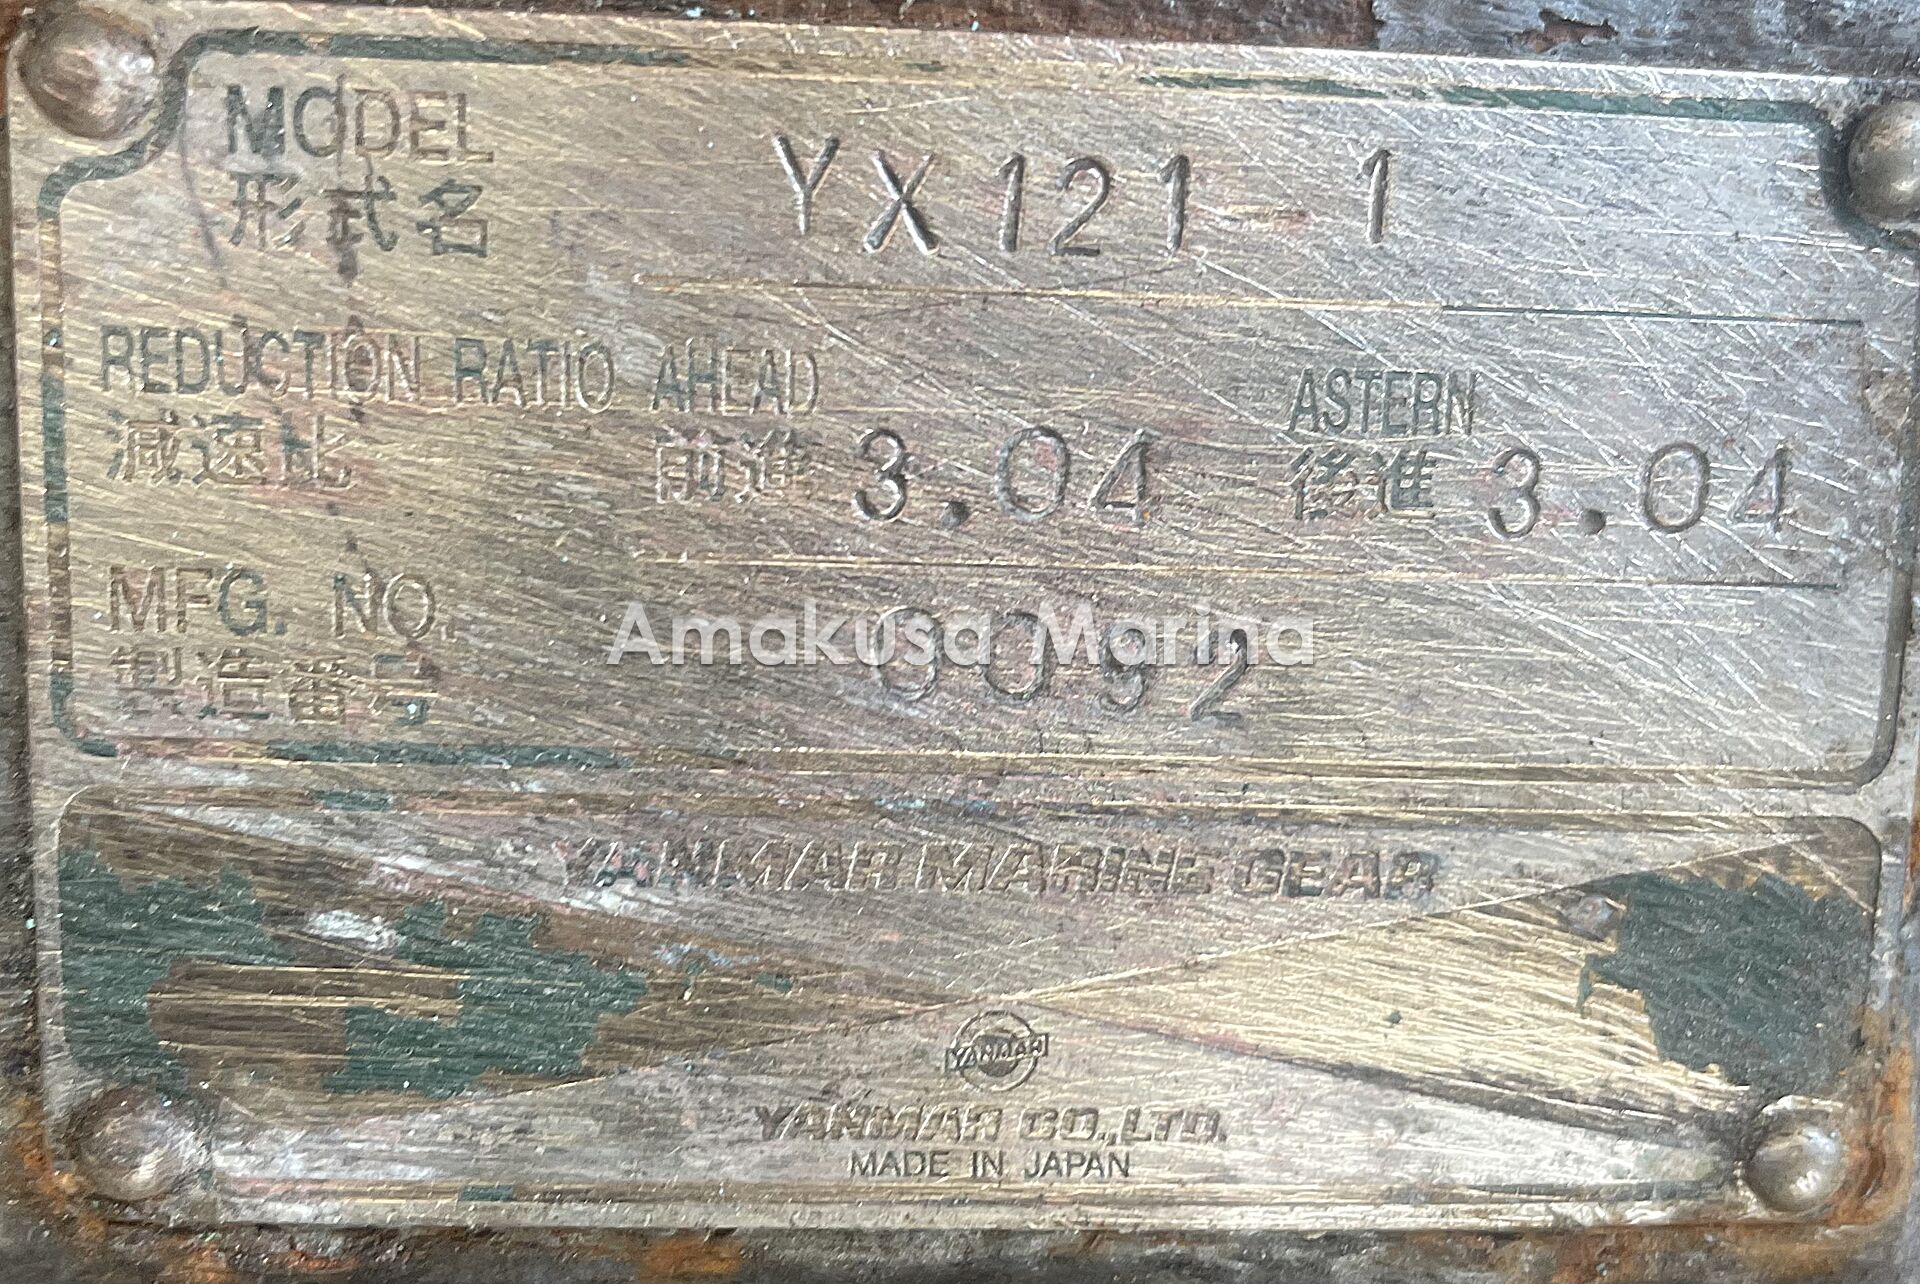 MODEL
形式名
YX121-1
REDUCTION RATIO AHEAD ASTERN
減速比 前進 3.04 後進 3.04
MFG. NO.
製造番号
0092
Amakusa Marina
YANMAR MARINE GEAR
YANMAR
YANMAR CO.,LTD.
MADE IN JAPAN